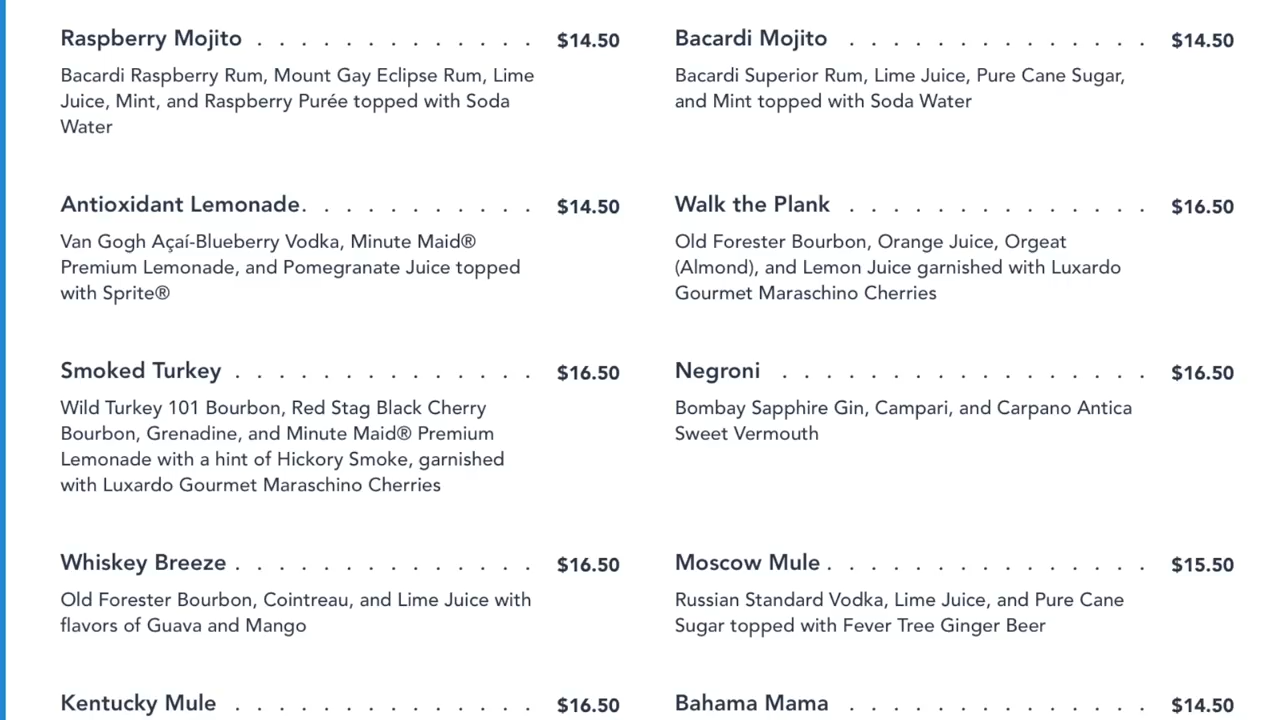 Raspberry Mojito . . . . . . . . . . . . . $14.50
Bacardi Raspberry Rum, Mount Gay Eclipse Rum, Lime
Juice, Mint, and Raspberry Purée topped with Soda
Water
Bacardi Mojito . . . . . . . . . . . . . . $14.50
Bacardi Superior Rum, Lime Juice, Pure Cane Sugar,
and Mint topped with Soda Water
Antioxidant Lemonade. . . . . . . . . . . $14.50
Van Gogh Açaí-Blueberry Vodka, Minute Maid®
Premium Lemonade, and Pomegranate Juice topped
with Sprite®
Walk the Plank . . . . . . . . . . . . . . $16.50
Old Forester Bourbon, Orange Juice, Orgeat
(Almond), and Lemon Juice garnished with Luxardo
Gourmet Maraschino Cherries
Smoked Turkey . . . . . . . . . . . . . . $16.50
Wild Turkey 101 Bourbon, Red Stag Black Cherry
Bourbon, Grenadine, and Minute Maid® Premium
Lemonade with a hint of Hickory Smoke, garnished
with Luxardo Gourmet Maraschino Cherries
Negroni . . . . . . . . . . . . . . . . . $16.50
Bombay Sapphire Gin, Campari, and Carpano Antica
Sweet Vermouth
Whiskey Breeze . . . . . . . . . . . . . . $16.50
Old Forester Bourbon, Cointreau, and Lime Juice with
flavors of Guava and Mango
Moscow Mule . . . . . . . . . . . . . . . $15.50
Russian Standard Vodka, Lime Juice, and Pure Cane
Sugar topped with Fever Tree Ginger Beer
Kentucky Mule . . . . . . . . . . . . . . $16.50
Bahama Mama . . . . . . . . . . . . . . $14.50